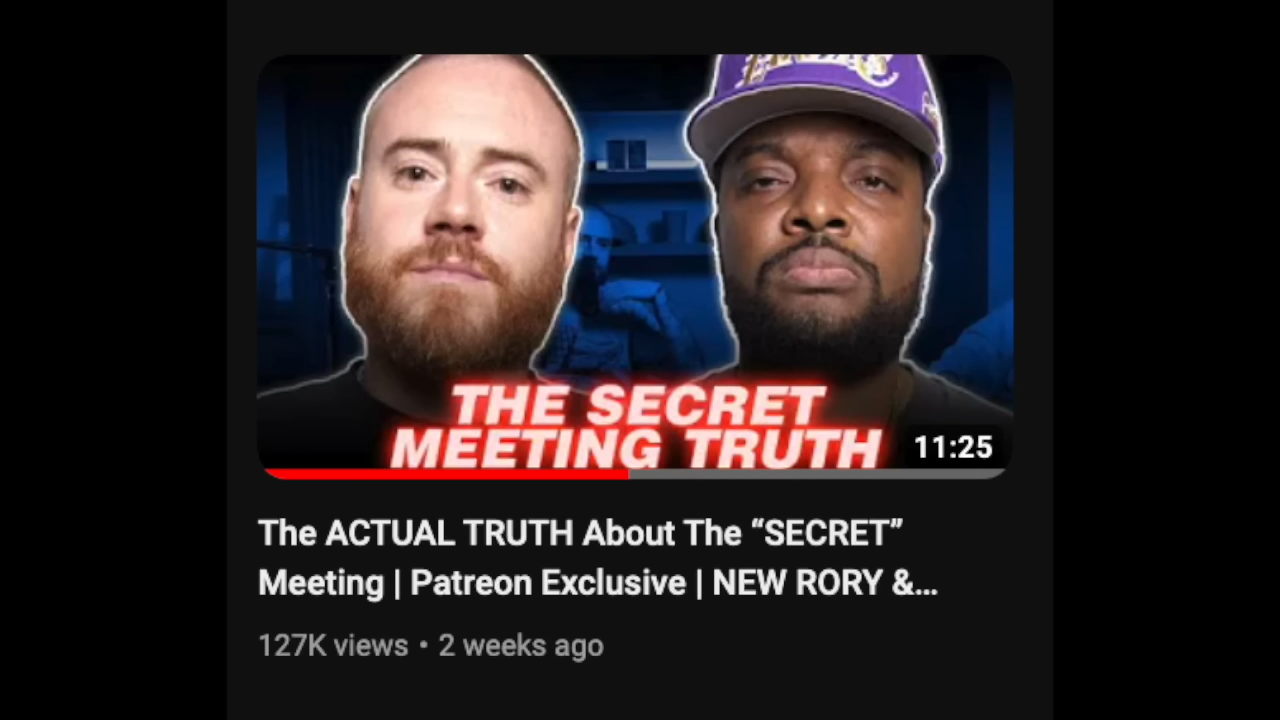 THE SECRET
MEETING TRUTH
11:25
The ACTUAL TRUTH About The “SECRET”
Meeting | Patreon Exclusive | NEW RORY &...
127K views • 2 weeks ago